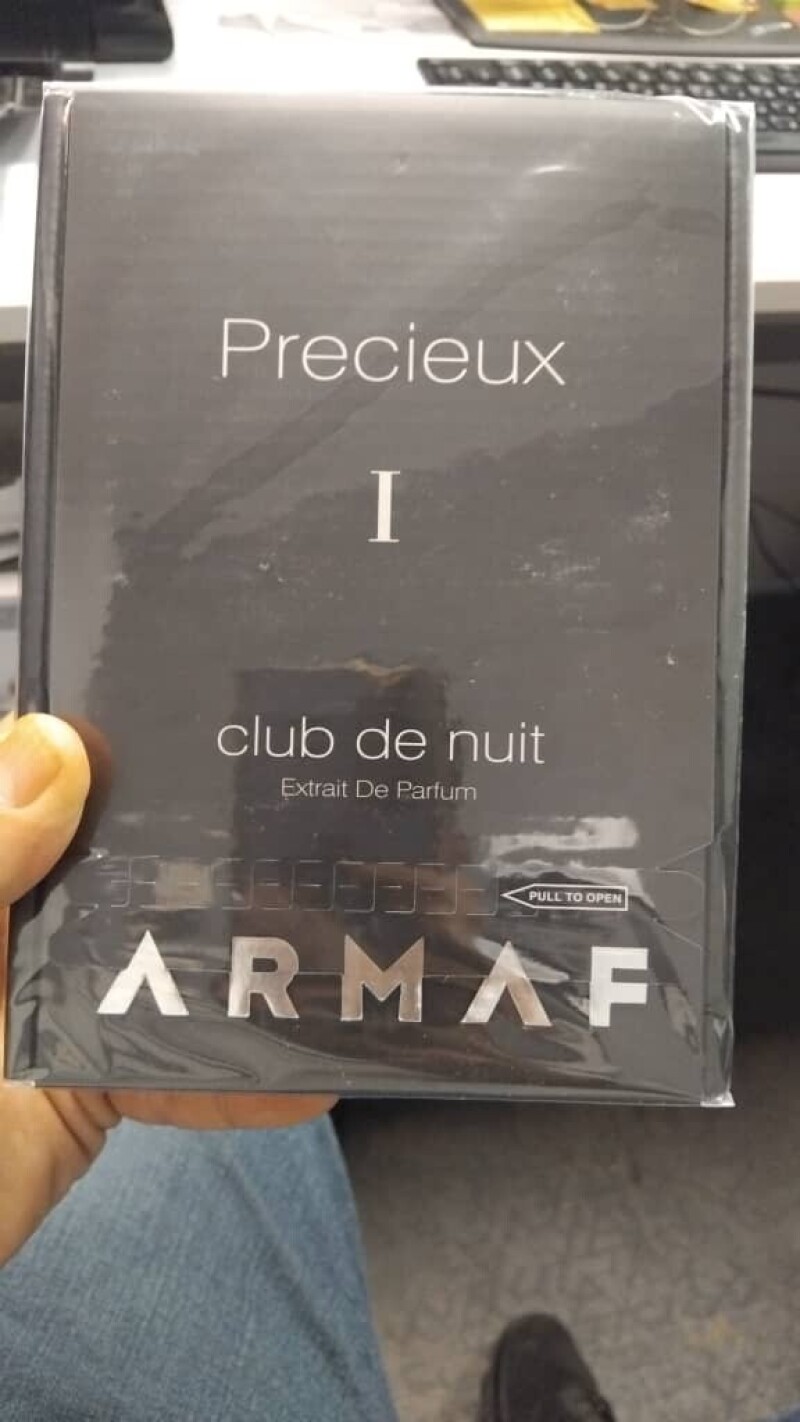 Precieux
I
club de nuit
Extrait De Parfum
PULL TO OPEN
ARMAF